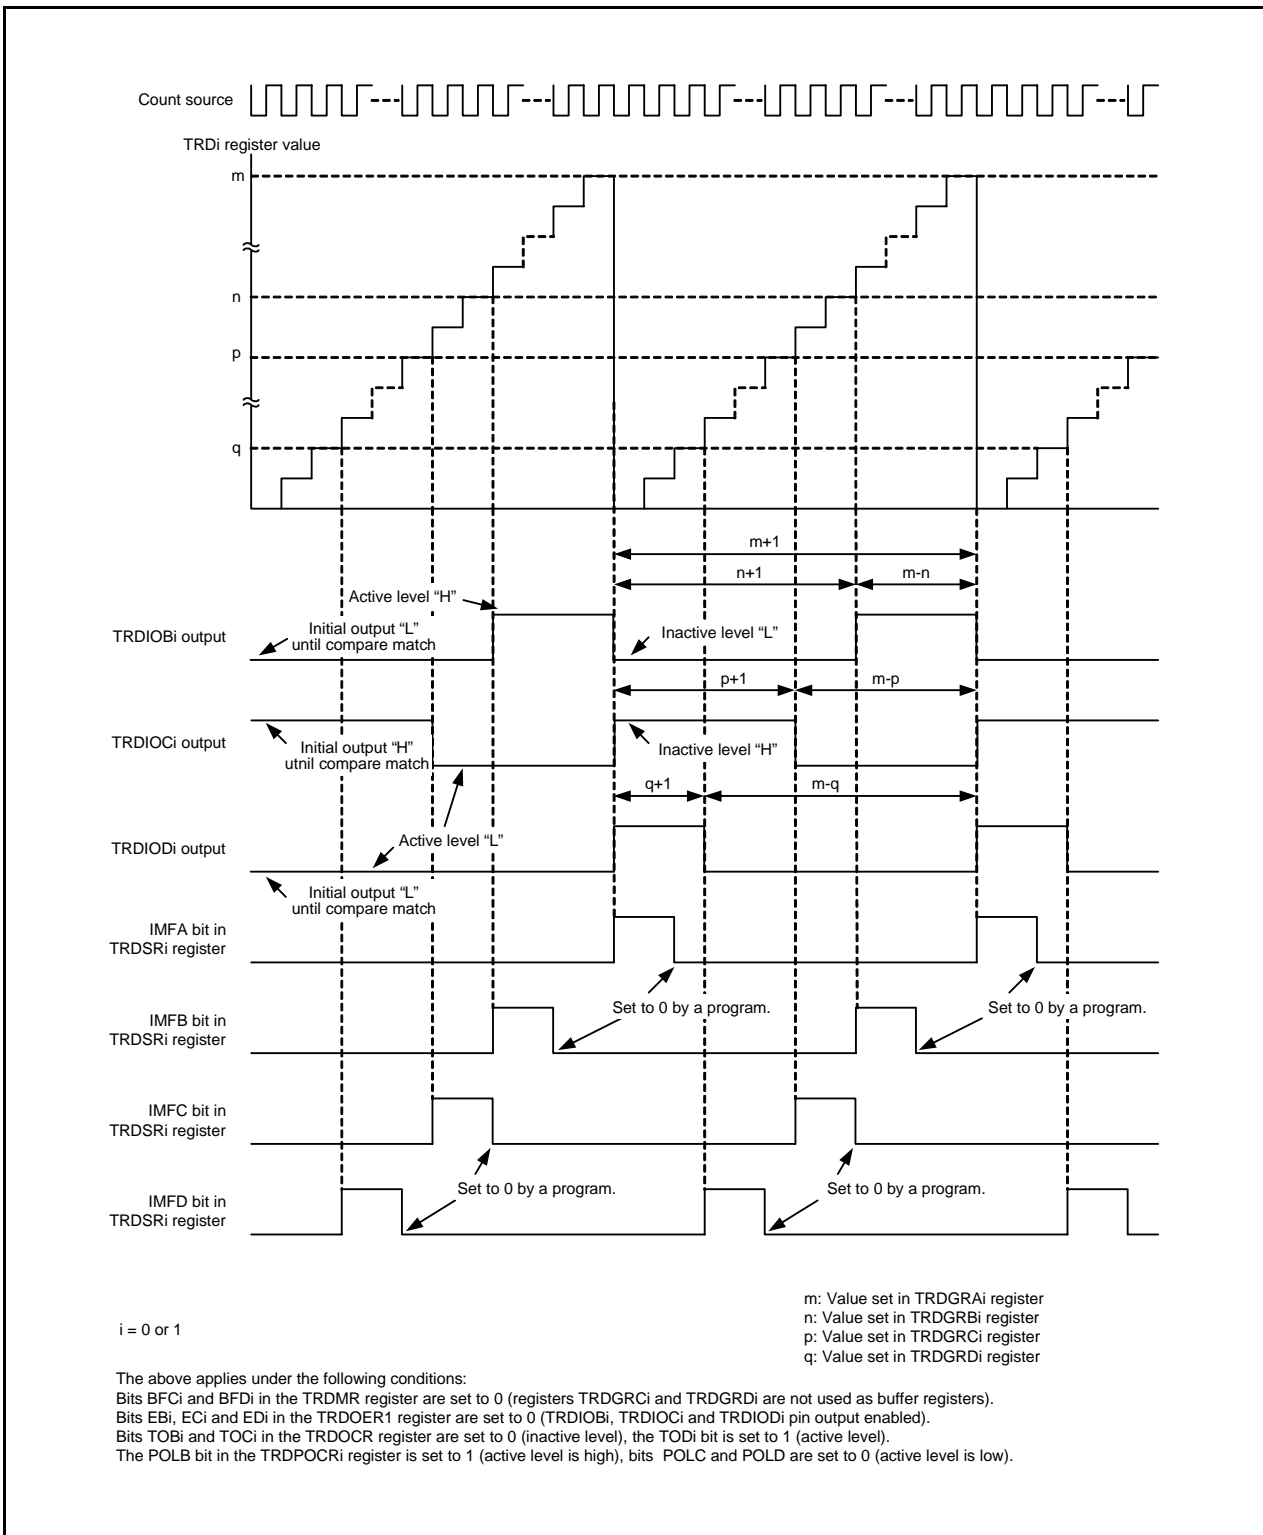 Count source
TRDi register value
m
n
p
q
m+1
n+1
m-n
Active level “H”
TRDIOBi output
Initial output “L”
until compare match
Inactive level “L”
p+1
m-p
TRDIOCi output
Initial output “H”
utnil compare match
Inactive level “H”
q+1
m-q
Active level “L”
TRDIODi output
Initial output “L”
until compare match
IMFA bit in
TRDSRi register
Set to 0 by a program.
Set to 0 by a program.
IMFB bit in
TRDSRi register
IMFC bit in
TRDSRi register
Set to 0 by a program.
Set to 0 by a program.
IMFD bit in
TRDSRi register
m: Value set in TRDGRAi register
n: Value set in TRDGRBi register
p: Value set in TRDGRCi register
q: Value set in TRDGRDi register
i = 0 or 1
The above applies under the following conditions:
Bits BFCi and BFDi in the TRDMR register are set to 0 (registers TRDGRCi and TRDGRDi are not used as buffer registers).
Bits EBi, ECi and EDi in the TRDOER1 register are set to 0 (TRDIOBi, TRDIOCi and TRDIODi pin output enabled).
Bits TOBi and TOCi in the TRDOCR register are set to 0 (inactive level), the TODi bit is set to 1 (active level).
The POLB bit in the TRDPOCRi register is set to 1 (active level is high), bits POLC and POLD are set to 0 (active level is low).